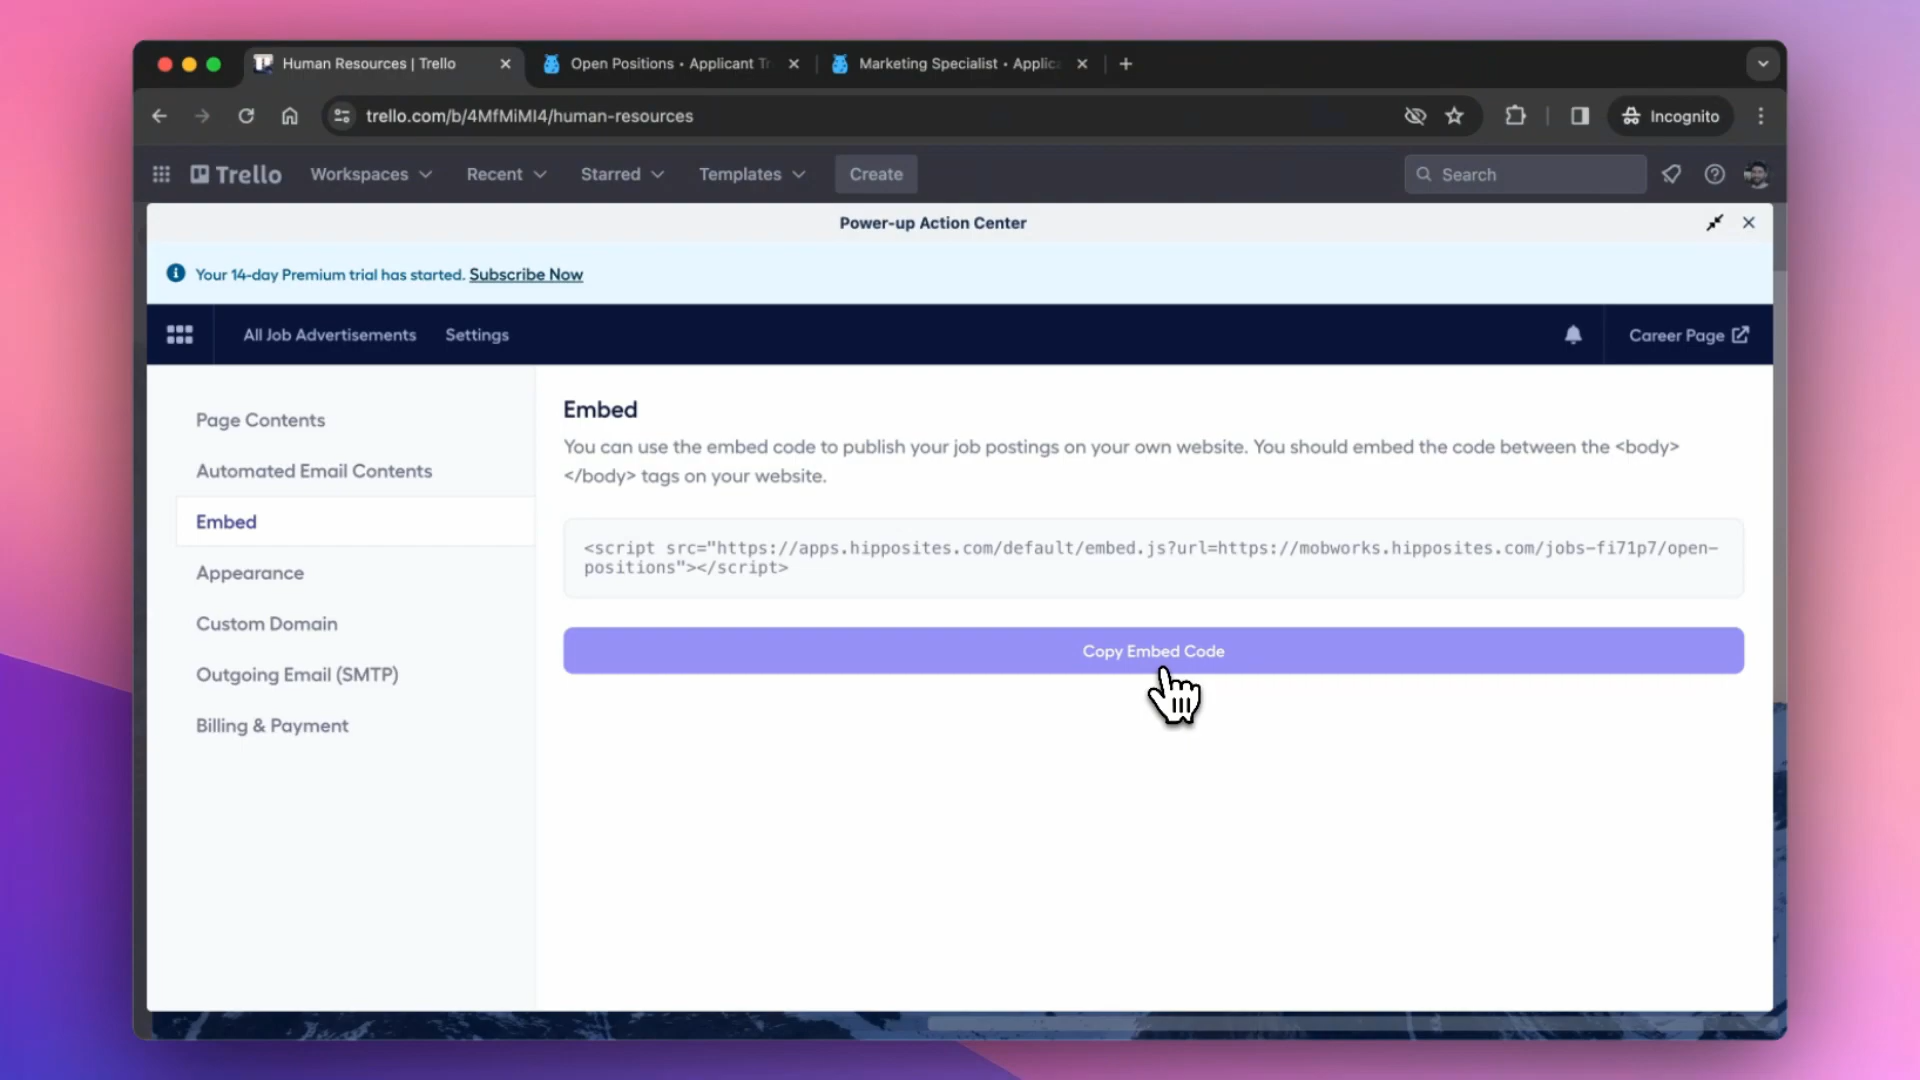 Human Resources | Trello
Open Positions • Applicant Tr
Marketing Specialist • Applica
trello.com/b/4MfMiMI4/human-resources
Incognito
Trello
Workspaces
Recent
Starred
Templates
Create
Search
Power-up Action Center
Your 14-day Premium trial has started. Subscribe Now
All Job Advertisements
Settings
Career Page
Page Contents
Automated Email Contents
Embed
Appearance
Custom Domain
Outgoing Email (SMTP)
Billing & Payment
Embed
You can use the embed code to publish your job postings on your own website. You should embed the code between the <body>
</body> tags on your website.
<script src="https://apps.hipposites.com/default/embed.js?url=https://mobworks.hipposites.com/jobs-fi71p7/open-
positions"></script>
Copy Embed Code